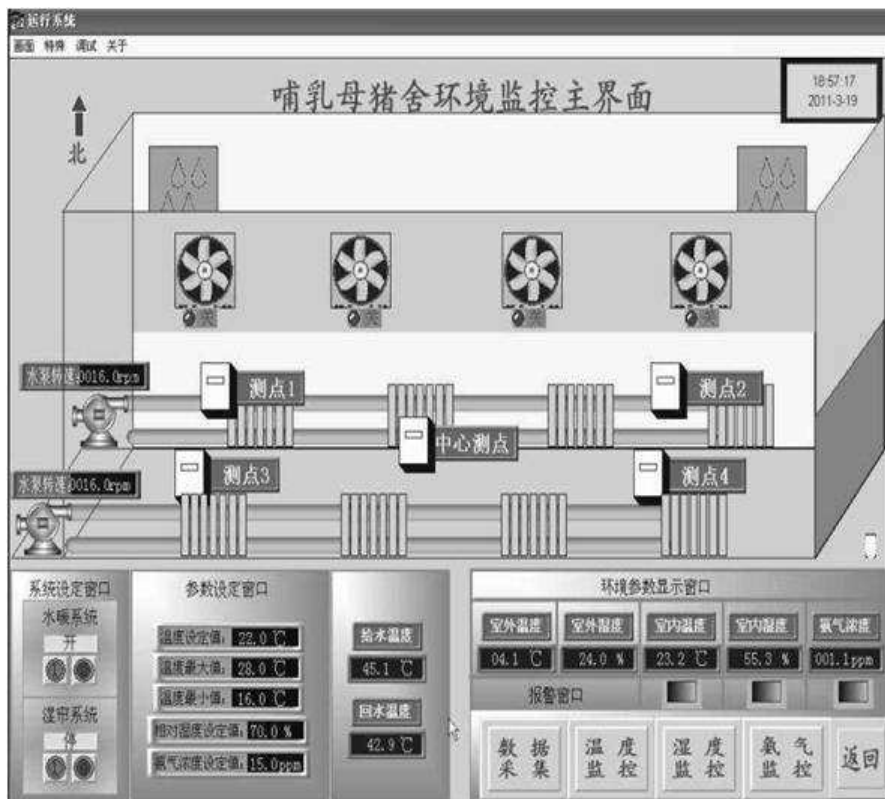 运行系统
画面 特殊 调试 关于
哺乳母猪舍环境监控主界面
18:57:17
2011-3-19
北
关 关 关 关
水泵转速:0016.0rpm
测点1
测点2
中心测点
水泵转速:0016.0rpm
测点3
测点4
系统设定窗口
水暖系统
开
湿帘系统
停
参数设定窗口
温度设定值: 22.0 ℃
温度最大值: 28.0 ℃
温度最小值: 16.0 ℃
相对湿度设定值: 70.0 %
氨气浓度设定值: 15.0ppm
给水温度
45.1 ℃
回水温度
42.9 ℃
环境参数显示窗口
室外温度 室外湿度 室内温度 室内湿度 氨气浓度
04.1 ℃ 24.0 % 23.2 ℃ 55.3 % 001.1ppm
报警窗口
数据采集 温度监控 湿度监控 氨气监控 返回